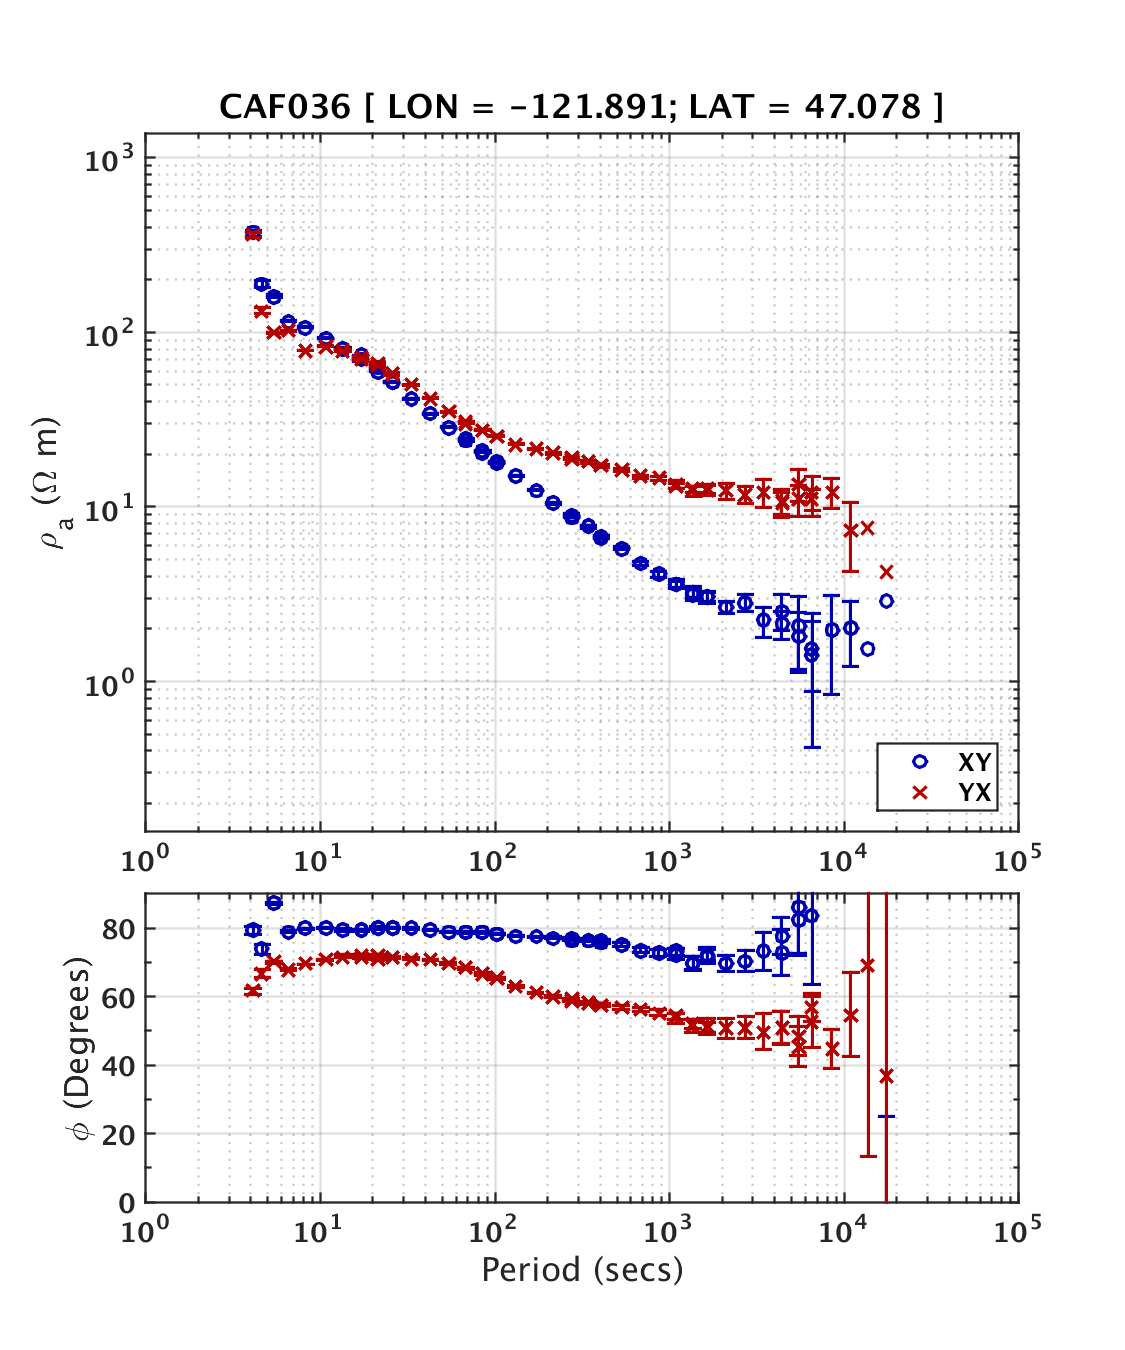 CAF036 [ LON = -121.891; LAT = 47.078 ]
10³
10²
10¹
10⁰
ρₐ (Ω m)
XY
YX
10⁰ 10¹ 10² 10³ 10⁴ 10⁵
80
60
40
20
0
ϕ (Degrees)
10⁰ 10¹ 10² 10³ 10⁴ 10⁵
Period (secs)